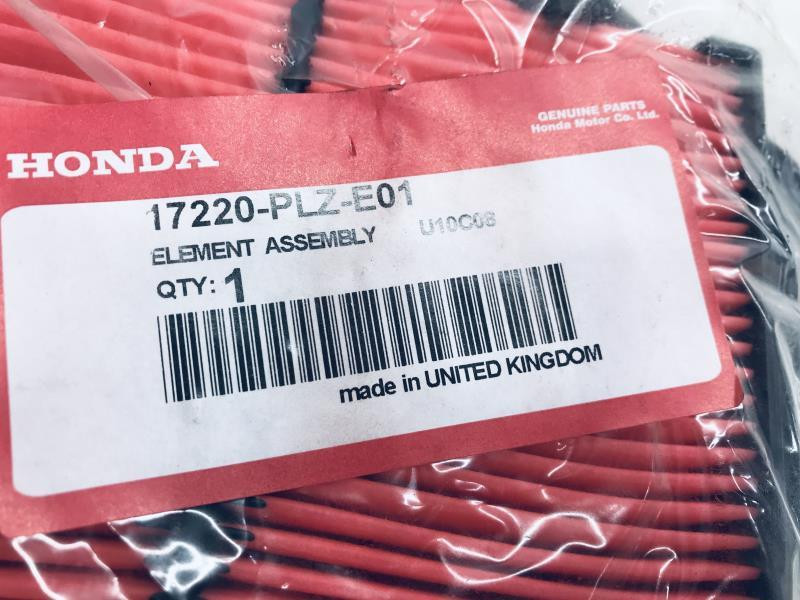 GENUINE PARTS
Honda Motor Co. Ltd.
HONDA
17220-PLZ-E01
ELEMENT ASSEMBLY U10C08
QTY: 1
made in UNITED KINGDOM